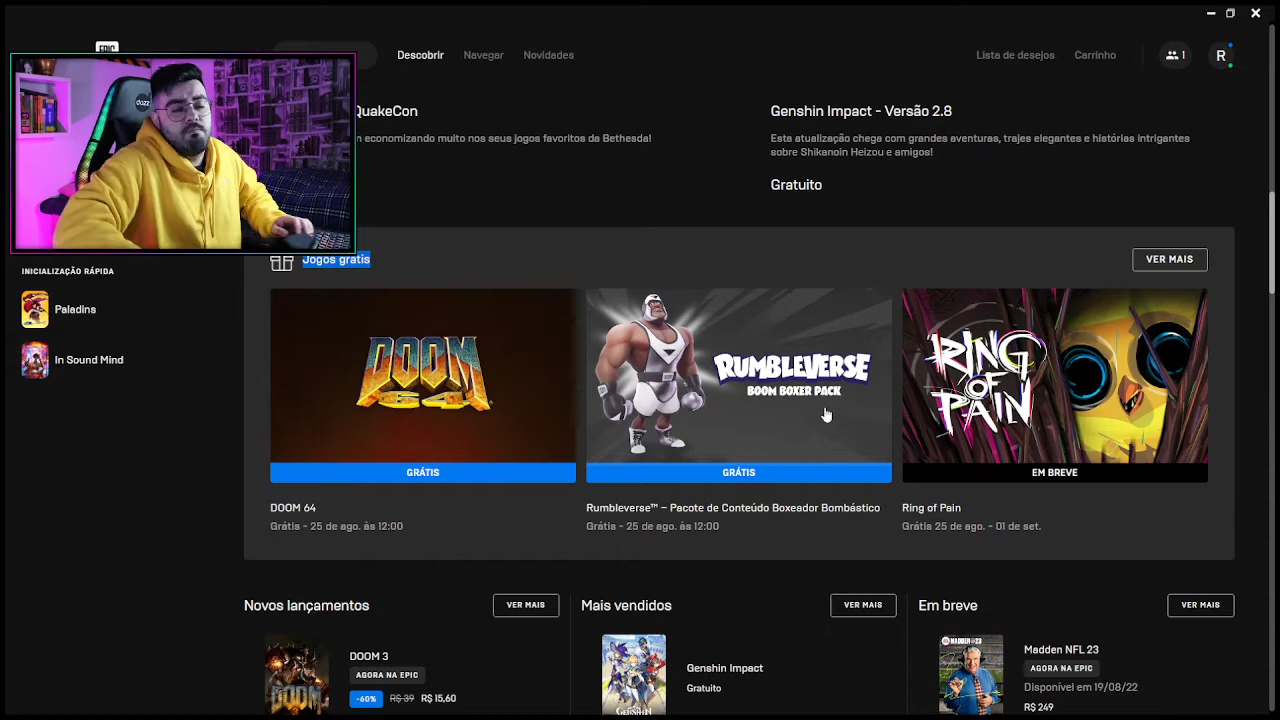 EPIC
Descobrir
Navegar
Novidades
Lista de desejos
Carrinho
1
R
QuakeCon
n economizando muito nos seus jogos favoritos da Bethesda!
Genshin Impact - Versão 2.8
Esta atualização chega com grandes aventuras, trajes elegantes e histórias intrigantes
sobre Shikanoin Heizou e amigos!
Gratuito
dazz
INICIALIZAÇÃO RÁPIDA
Paladins
In Sound Mind
Jogos grátis
VER MAIS
DOOM
64
GRÁTIS
DOOM 64
Grátis - 25 de ago. às 12:00
RUMBLEVERSE
BOOM BOXER PACK
GRÁTIS
Rumbleverse™ – Pacote de Conteúdo Boxeador Bombástico
Grátis - 25 de ago. às 12:00
RING
OF
PAIN
EM BREVE
Ring of Pain
Grátis 25 de ago. - 01 de set.
Novos lançamentos
VER MAIS
DOOM
DOOM 3
AGORA NA EPIC
-60%
R$ 39
R$ 15,60
Mais vendidos
VER MAIS
GENSHIN
Genshin Impact
Gratuito
Em breve
VER MAIS
MADDEN 23
Madden NFL 23
AGORA NA EPIC
Disponível em 19/08/22
R$ 249